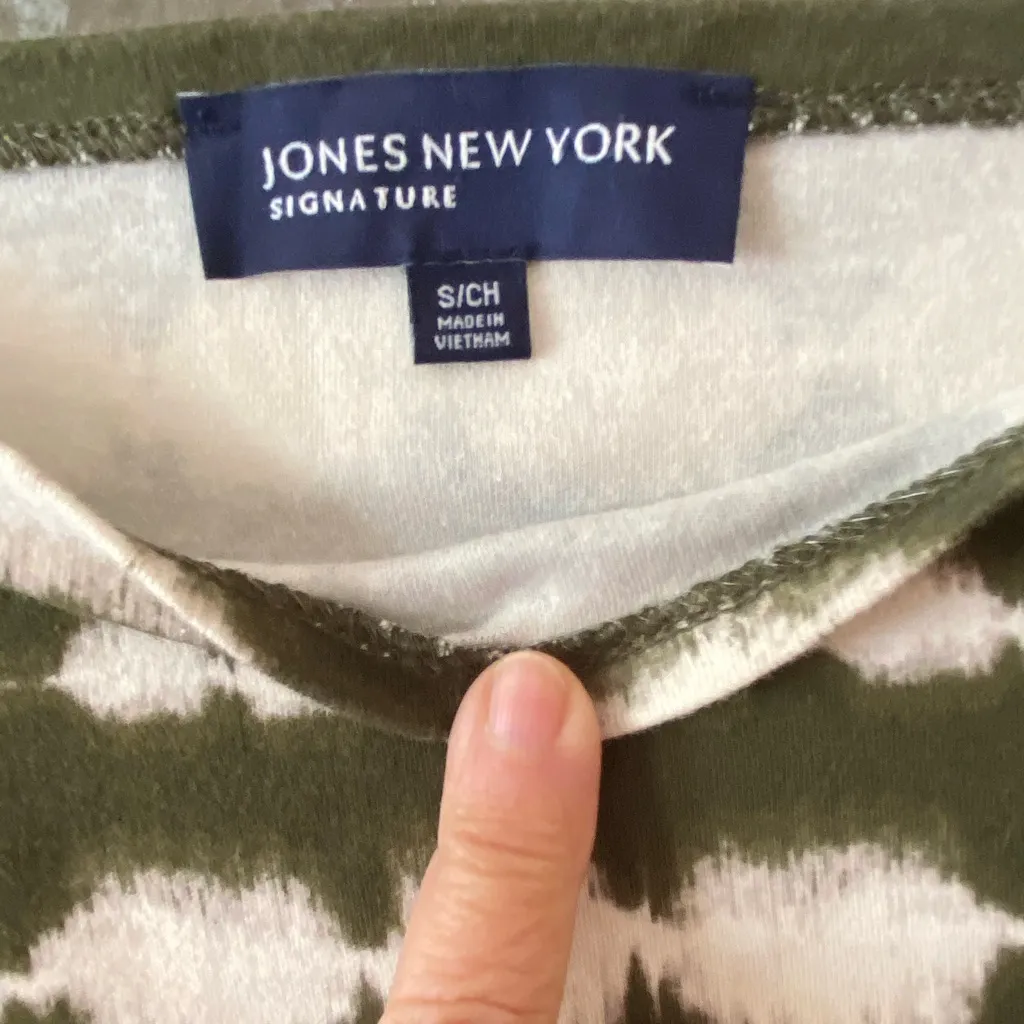 JONES NEW YORK
SIGNATURE
S/CH
MADE IN
VIETNAM